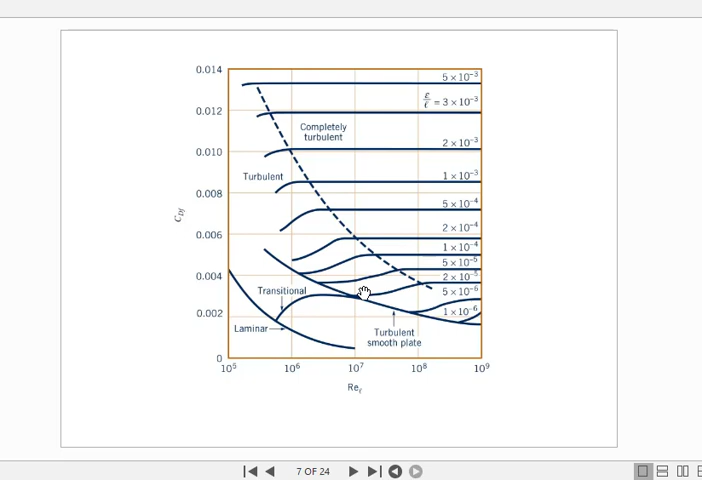 0.014
5 × 10⁻³
ε/ℓ = 3 × 10⁻³
0.012
Completely
turbulent
2 × 10⁻³
0.010
Turbulent
1 × 10⁻³
0.008
5 × 10⁻⁴
2 × 10⁻⁴
C_Df
0.006
1 × 10⁻⁴
5 × 10⁻⁵
0.004
2 × 10⁻⁵
Transitional
5 × 10⁻⁶
0.002
1 × 10⁻⁶
Laminar
Turbulent
smooth plate
0
10⁵ 10⁶ 10⁷ 10⁸ 10⁹
Re_ℓ
7 OF 24